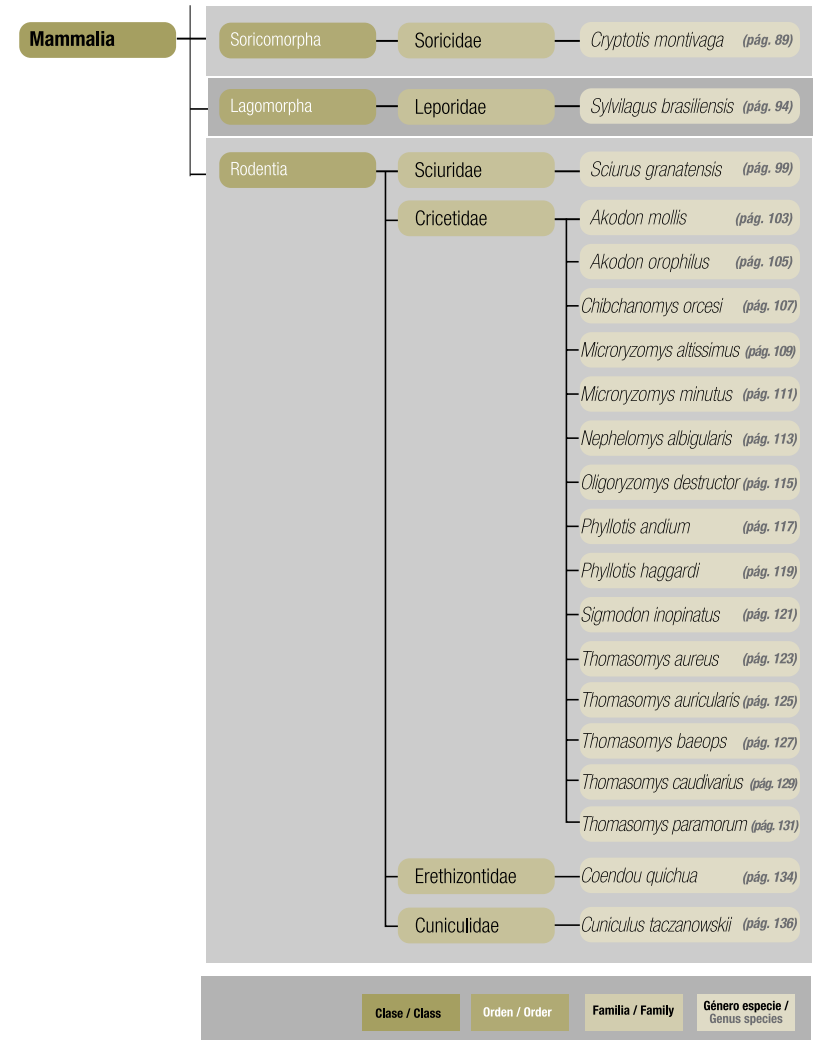 Mammalia
Soricomorpha Soricidae Cryptotis montivaga (pág. 89)
Lagomorpha Leporidae Sylvilagus brasiliensis (pág. 94)
Rodentia Sciuridae Sciurus granatensis (pág. 99)
Cricetidae Akodon mollis (pág. 103)
Akodon orophilus (pág. 105)
Chibchanomys orcesi (pág. 107)
Microryzomys altissimus (pág. 109)
Microryzomys minutus (pág. 111)
Nephelomys albigularis (pág. 113)
Oligoryzomys destructor (pág. 115)
Phyllotis andium (pág. 117)
Phyllotis haggardi (pág. 119)
Sigmodon inopinatus (pág. 121)
Thomasomys aureus (pág. 123)
Thomasomys auricularis (pág. 125)
Thomasomys baeops (pág. 127)
Thomasomys caudivarius (pág. 129)
Thomasomys paramorum (pág. 131)
Erethizontidae Coendou quichua (pág. 134)
Cuniculidae Cuniculus taczanowskii (pág. 136)
Clase / Class Orden / Order Familia / Family Género especie /
Genus species